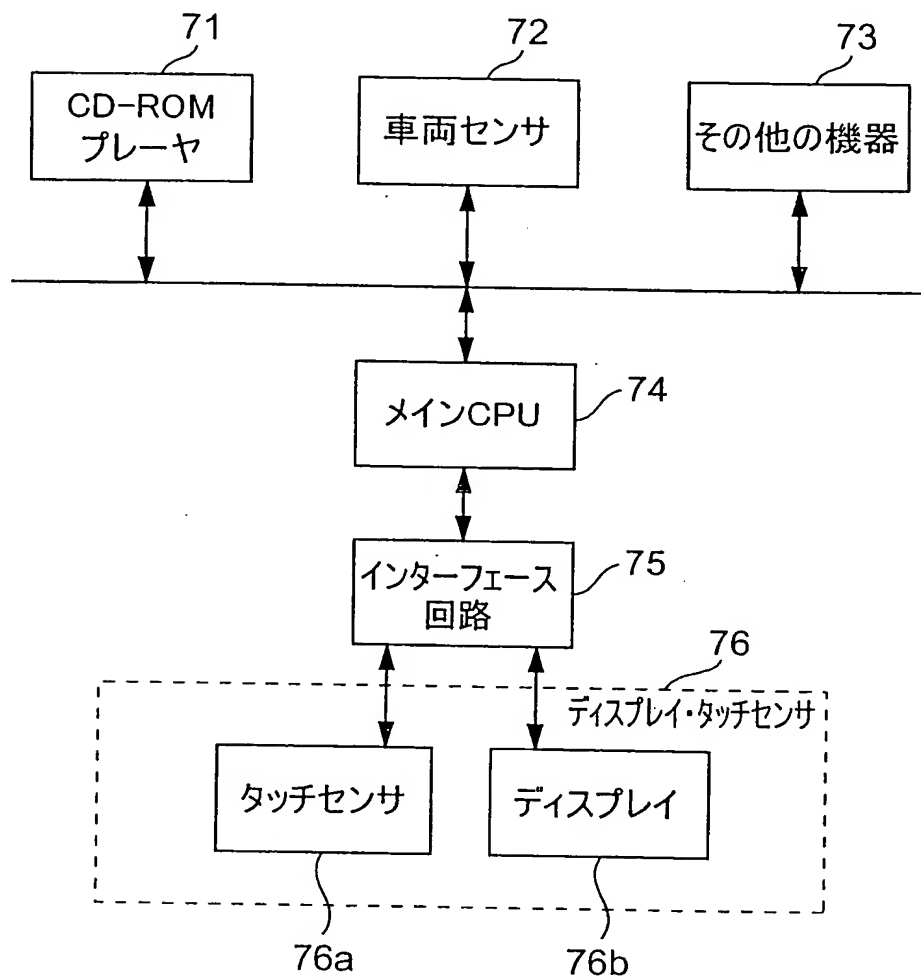 71
CD-ROM
プレーヤ
72
車両センサ
73
その他の機器
メインCPU
74
インターフェース
回路
75
76
ディスプレイ・タッチセンサ
タッチセンサ
ディスプレイ
76a
76b